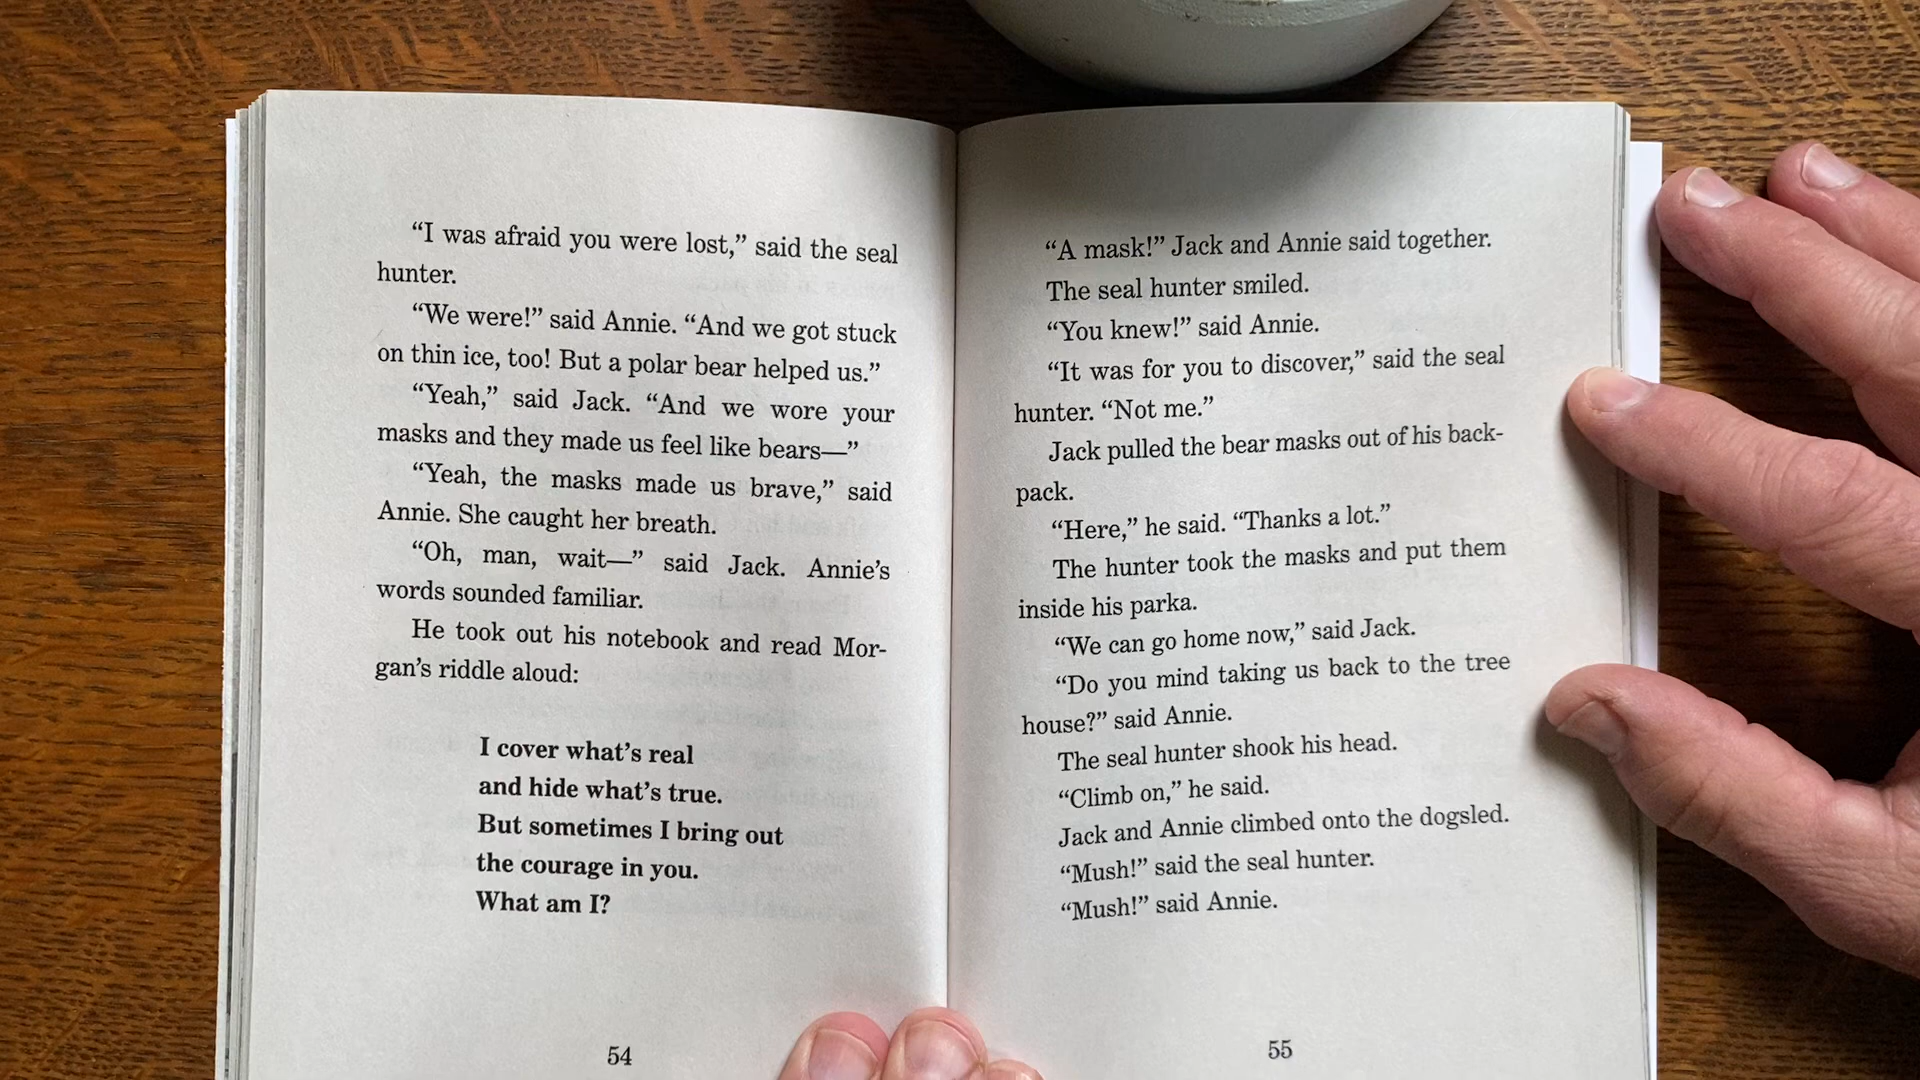 “I was afraid you were lost,” said the seal
hunter.
“We were!” said Annie. “And we got stuck
on thin ice, too! But a polar bear helped us.”
“Yeah,” said Jack. “And we wore your
masks and they made us feel like bears—”
“Yeah, the masks made us brave,” said
Annie. She caught her breath.
“Oh, man, wait—” said Jack. Annie’s
words sounded familiar.
He took out his notebook and read Mor-
gan’s riddle aloud:
I cover what’s real
and hide what’s true.
But sometimes I bring out
the courage in you.
What am I?
54
“A mask!” Jack and Annie said together.
The seal hunter smiled.
“You knew!” said Annie.
“It was for you to discover,” said the seal
hunter. “Not me.”
Jack pulled the bear masks out of his back-
pack.
“Here,” he said. “Thanks a lot.”
The hunter took the masks and put them
inside his parka.
“We can go home now,” said Jack.
“Do you mind taking us back to the tree
house?” said Annie.
The seal hunter shook his head.
“Climb on,” he said.
Jack and Annie climbed onto the dogsled.
“Mush!” said the seal hunter.
“Mush!” said Annie.
55